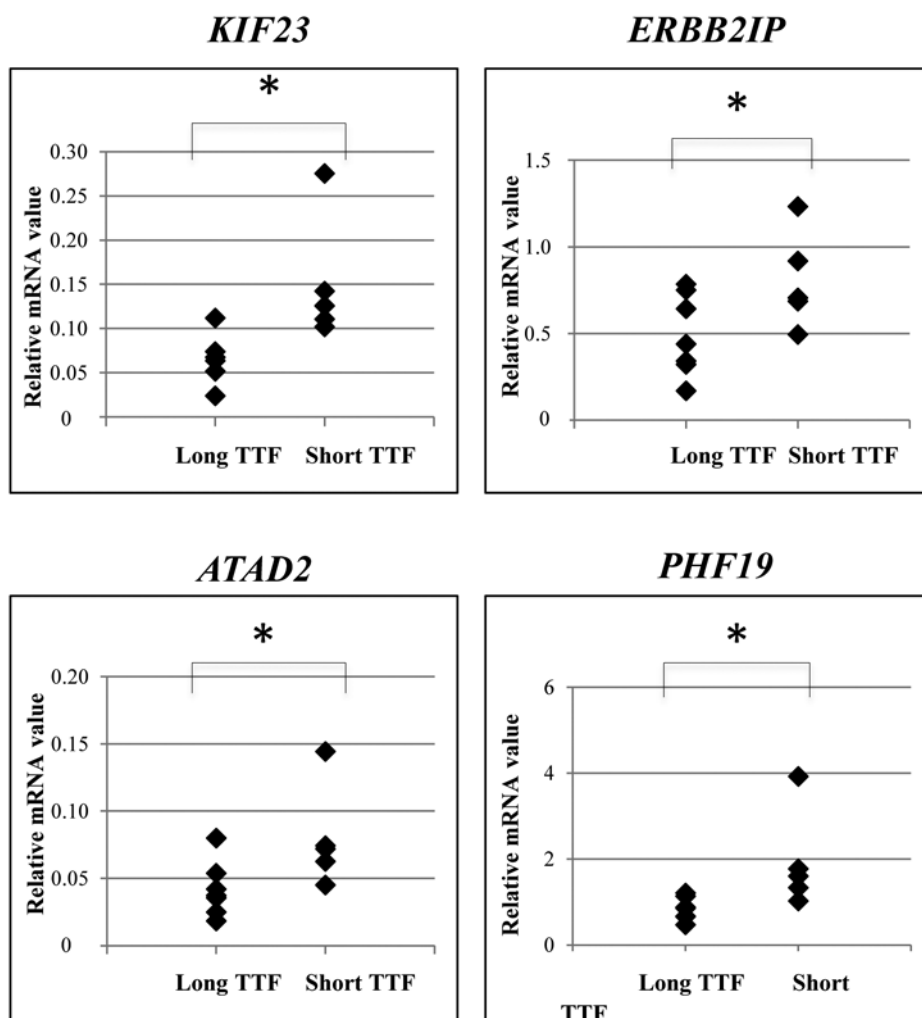 KIF23
*
Relative mRNA value
0.30
0.25
0.20
0.15
0.10
0.05
0
Long TTF Short TTF
ERBB2IP
*
Relative mRNA value
1.5
1.0
0.5
0
Long TTF Short TTF
ATAD2
*
Relative mRNA value
0.20
0.15
0.10
0.05
0
Long TTF Short TTF
PHF19
*
Relative mRNA value
6
4
2
0
Long TTF Short
TTF